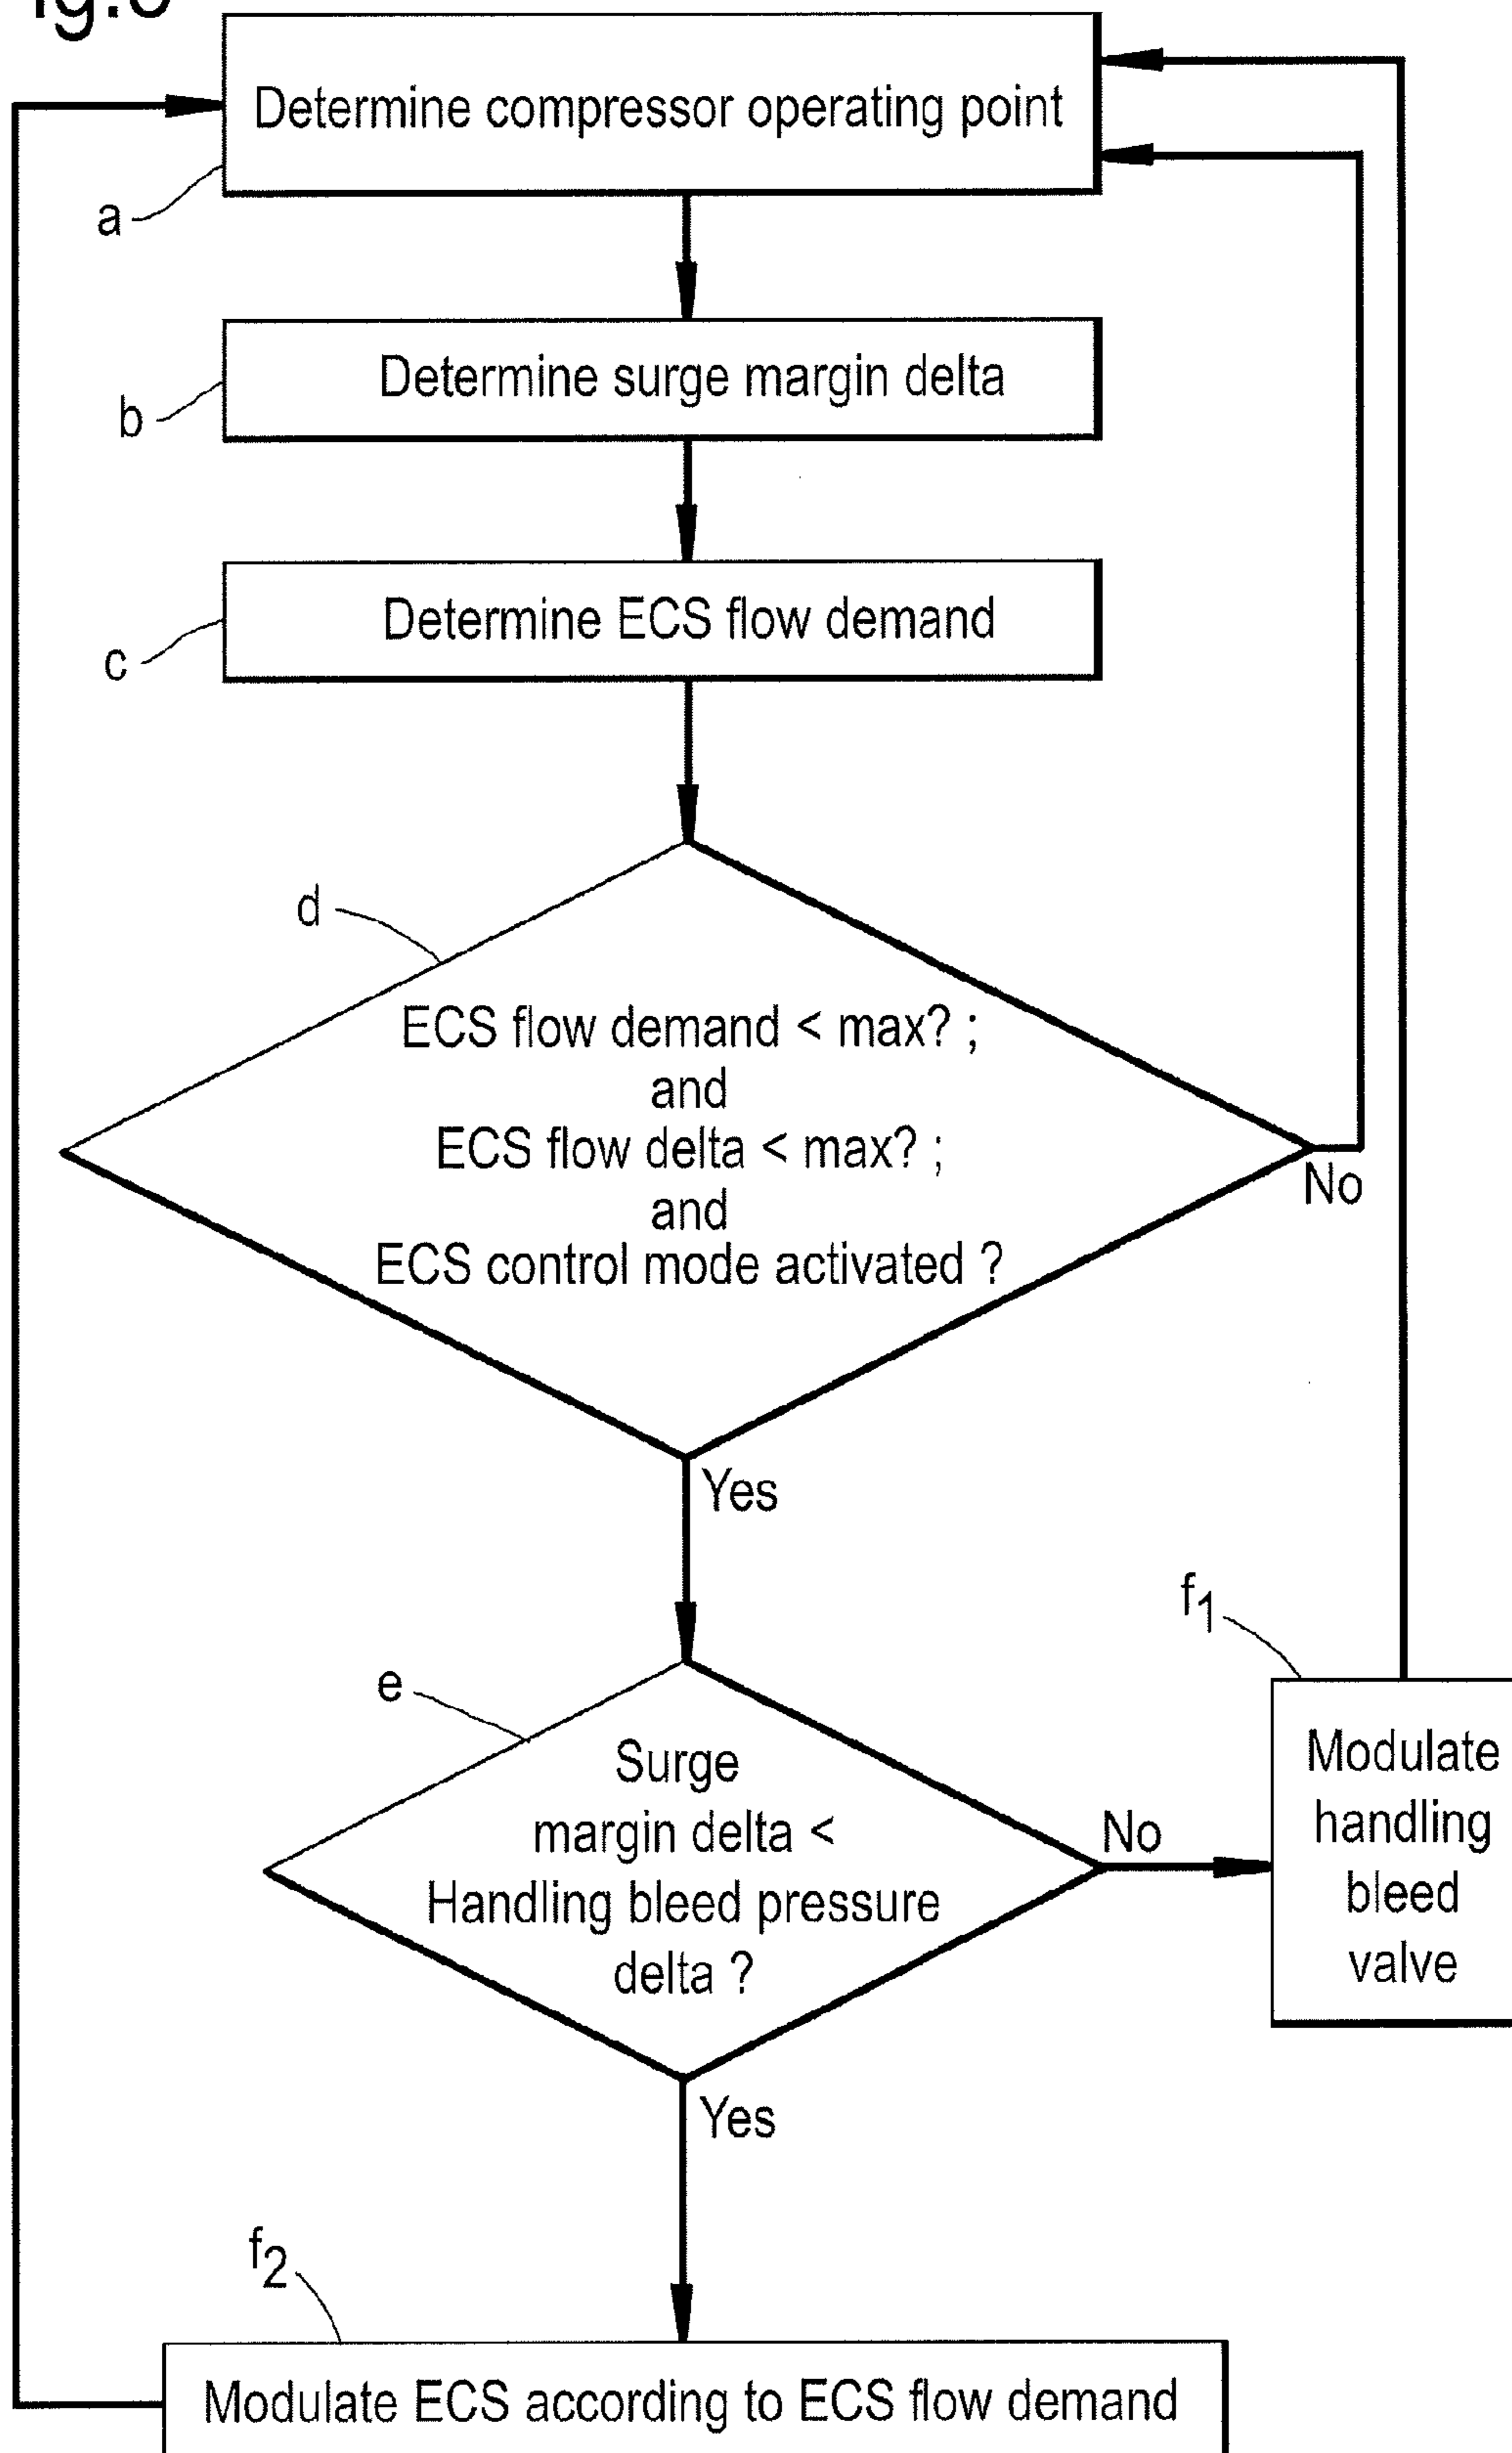 Determine compressor operating point
a
Determine surge margin delta
b
Determine ECS flow demand
c
d
ECS flow demand < max? ;
and
ECS flow delta < max? ;
and
ECS control mode activated ?
No
Yes
f1
e
Surge
margin delta <
Handling bleed pressure
delta ?
No
Modulate
handling
bleed
valve
Yes
f2
Modulate ECS according to ECS flow demand